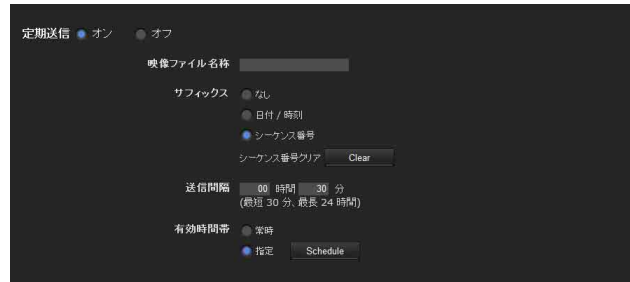 定期送信 オン オフ
映像ファイル名称
サフィックス なし
日付 / 時刻
シーケンス番号
シーケンス番号クリア Clear
送信間隔 00 時間 30 分
(最短 30 分、最長 24 時間)
有効時間帯 常時
指定 Schedule